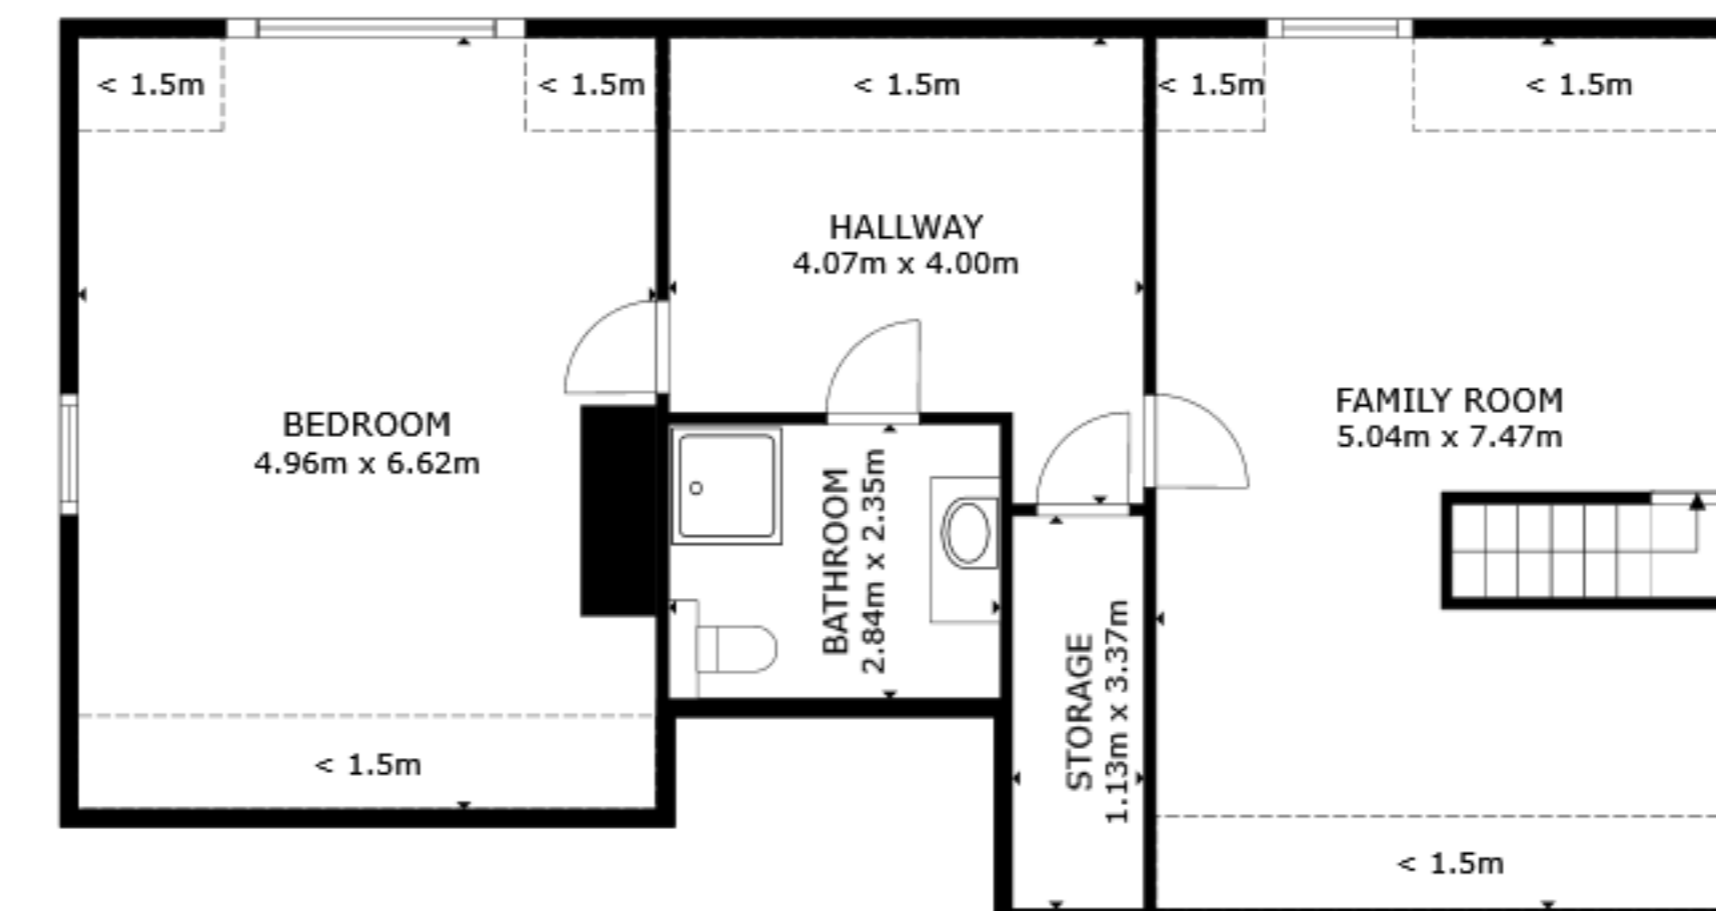 < 1.5m
< 1.5m
< 1.5m
< 1.5m
< 1.5m
HALLWAY
4.07m x 4.00m
BEDROOM
4.96m x 6.62m
FAMILY ROOM
5.04m x 7.47m
BATHROOM
2.84m x 2.35m
STORAGE
1.13m x 3.37m
< 1.5m
< 1.5m